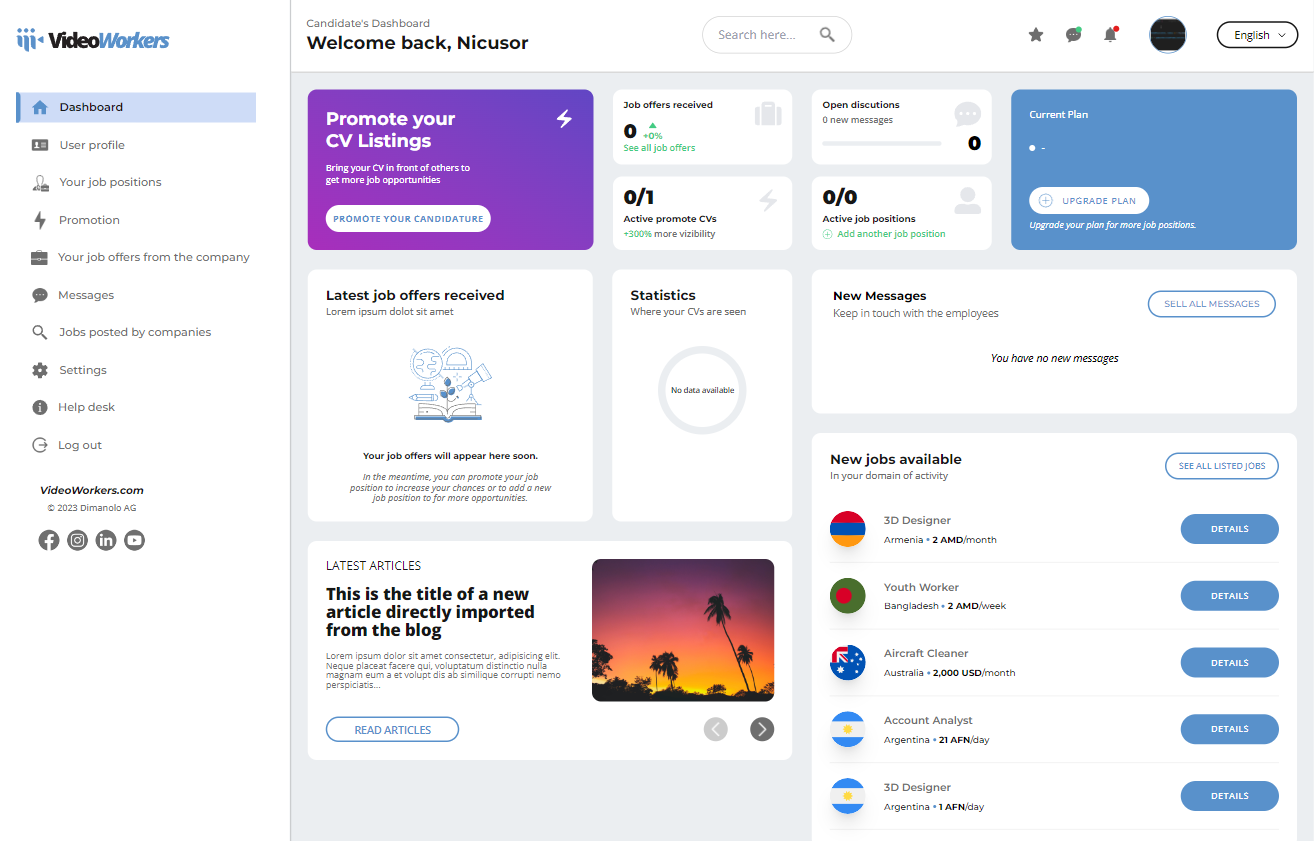 VideoWorkers
Dashboard
User profile
Your job positions
Promotion
Your job offers from the company
Messages
Jobs posted by companies
Settings
Help desk
Log out
VideoWorkers.com
© 2023 Dimanolo AG
Candidate's Dashboard
Welcome back, Nicusor
Search here...
English
Promote your
CV Listings
Bring your CV in front of others to
get more job opportunities
PROMOTE YOUR CANDIDATURE
Job offers received
0 +0%
See all job offers
Open discutions
0 new messages
0
0/1
Active promote CVs
+300% more vizibility
0/0
Active job positions
Add another job position
Current Plan
-
UPGRADE PLAN
Upgrade your plan for more job positions.
Latest job offers received
Lorem ipsum dolot sit amet
Your job offers will appear here soon.
In the meantime, you can promote your job
position to increase your chances or to add a new
job position to for more opportunities.
Statistics
Where your CVs are seen
No data available
New Messages
Keep in touch with the employees
SELL ALL MESSAGES
You have no new messages
LATEST ARTICLES
This is the title of a new
article directly imported
from the blog
Lorem ipsum dolor sit amet consectetur, adipisicing elit.
Neque placeat facere qui, voluptatum distinctio nulla
magnam eum a et volupt dis ab similique corrupti nemo
perspiciatis...
READ ARTICLES
New jobs available
In your domain of activity
SEE ALL LISTED JOBS
3D Designer
Armenia • 2 AMD/month
DETAILS
Youth Worker
Bangladesh • 2 AMD/week
DETAILS
Aircraft Cleaner
Australia • 2,000 USD/month
DETAILS
Account Analyst
Argentina • 21 AFN/day
DETAILS
3D Designer
Argentina • 1 AFN/day
DETAILS